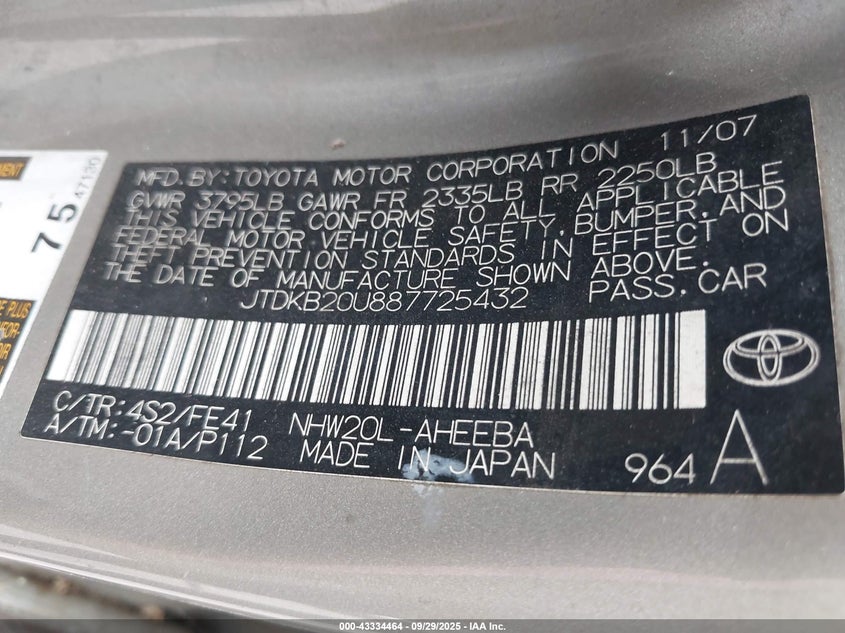 MFD.BY:TOYOTA MOTOR CORPORATION 11/07
GVWR 3795LB GAWR FR 2335LB RR 2250LB
THIS VEHICLE CONFORMS TO ALL APPLICABLE
FEDERAL MOTOR VEHICLE SAFETY,BUMPER,AND
THEFT PREVENTION STANDARDS IN EFFECT ON
THE DATE OF MANUFACTURE SHOWN ABOVE.
JTDKB20U887725432 PASS.CAR
C/TR:4S2/FE41 NHW20L-AHEEBA
A/TM:-01A/P112 MADE IN JAPAN 964 A
75
47130
E PLUS
000-43334464 - 09/29/2025 - IAA Inc.